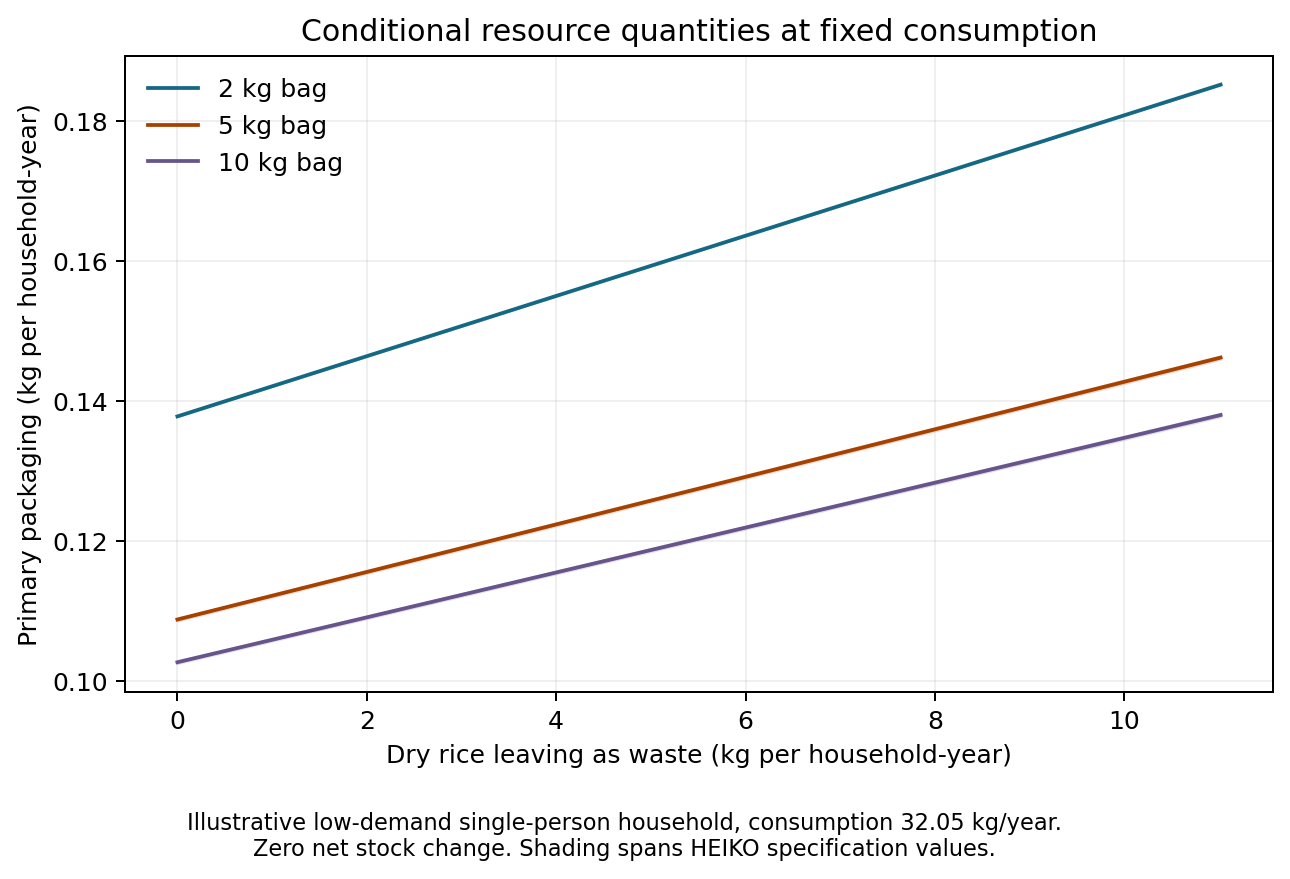 Conditional resource quantities at fixed consumption
2 kg bag
5 kg bag
10 kg bag
Primary packaging (kg per household-year)
0.18
0.16
0.14
0.12
0.10
0
2
4
6
8
10
Dry rice leaving as waste (kg per household-year)
Illustrative low-demand single-person household, consumption 32.05 kg/year.
Zero net stock change. Shading spans HEIKO specification values.